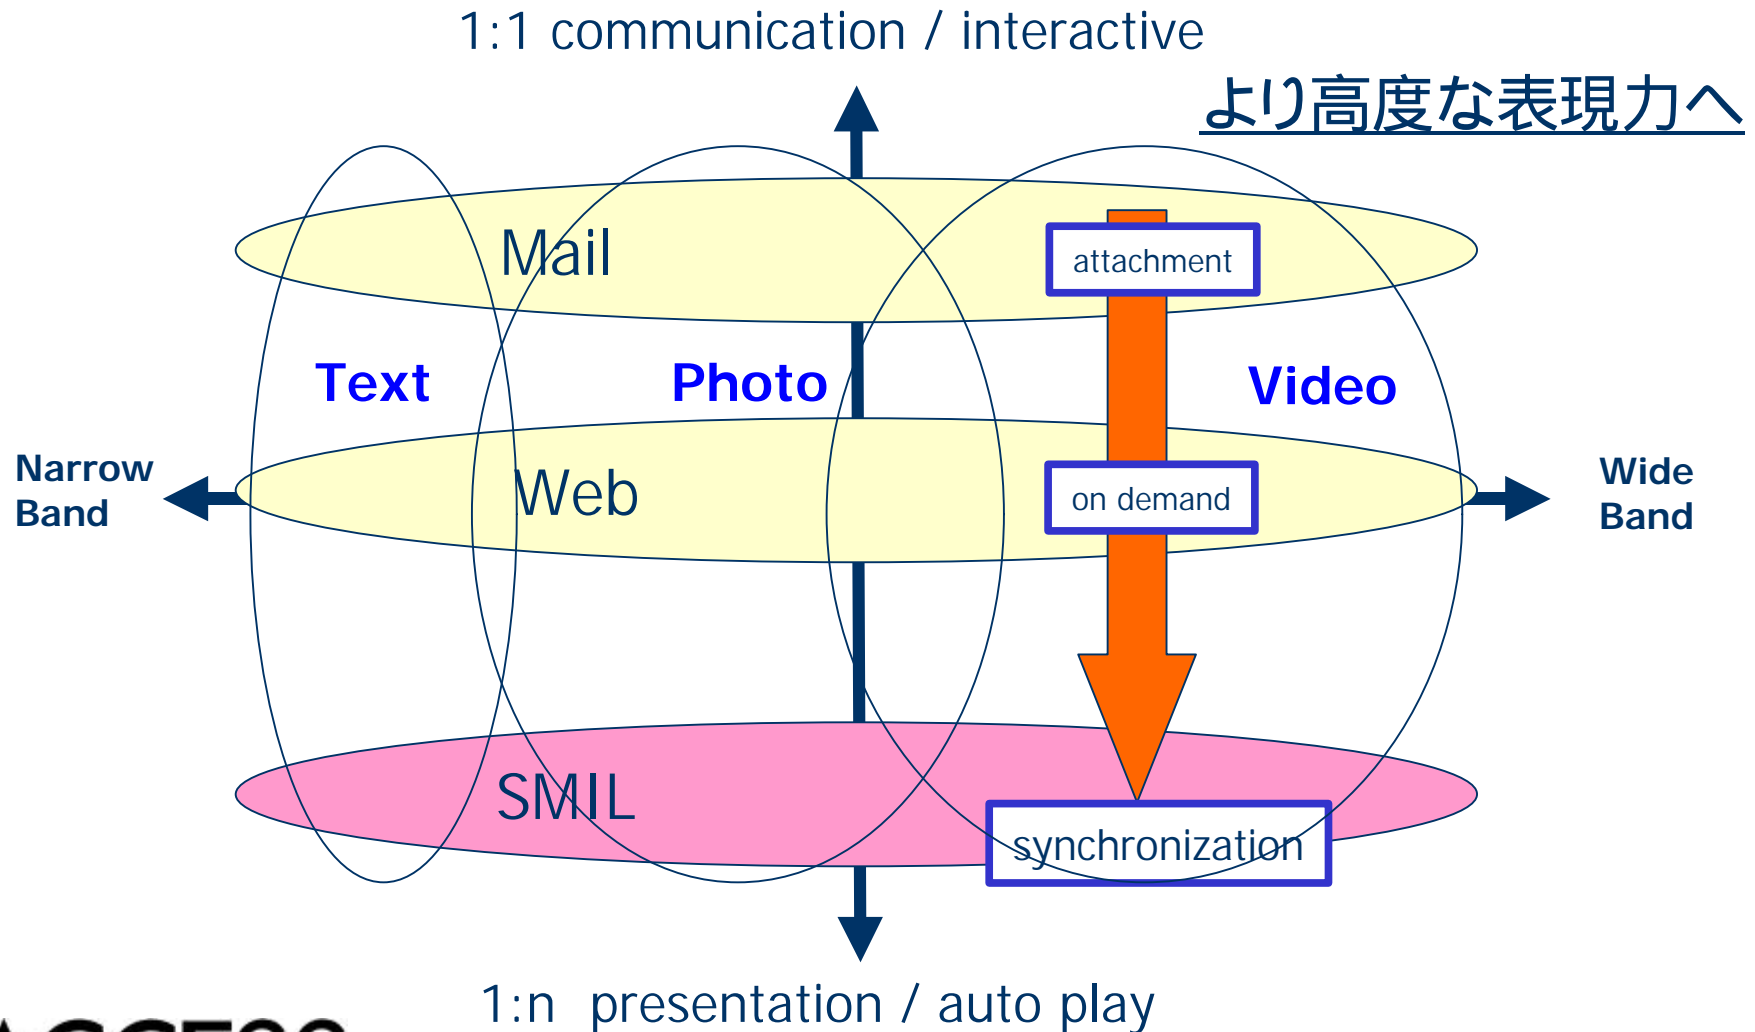 1:1 communication / interactive
より高度な表現力へ
Mail
attachment
Text
Photo
Video
Narrow
Band
Web
on demand
Wide
Band
SMIL
synchronization
1:n presentation / auto play